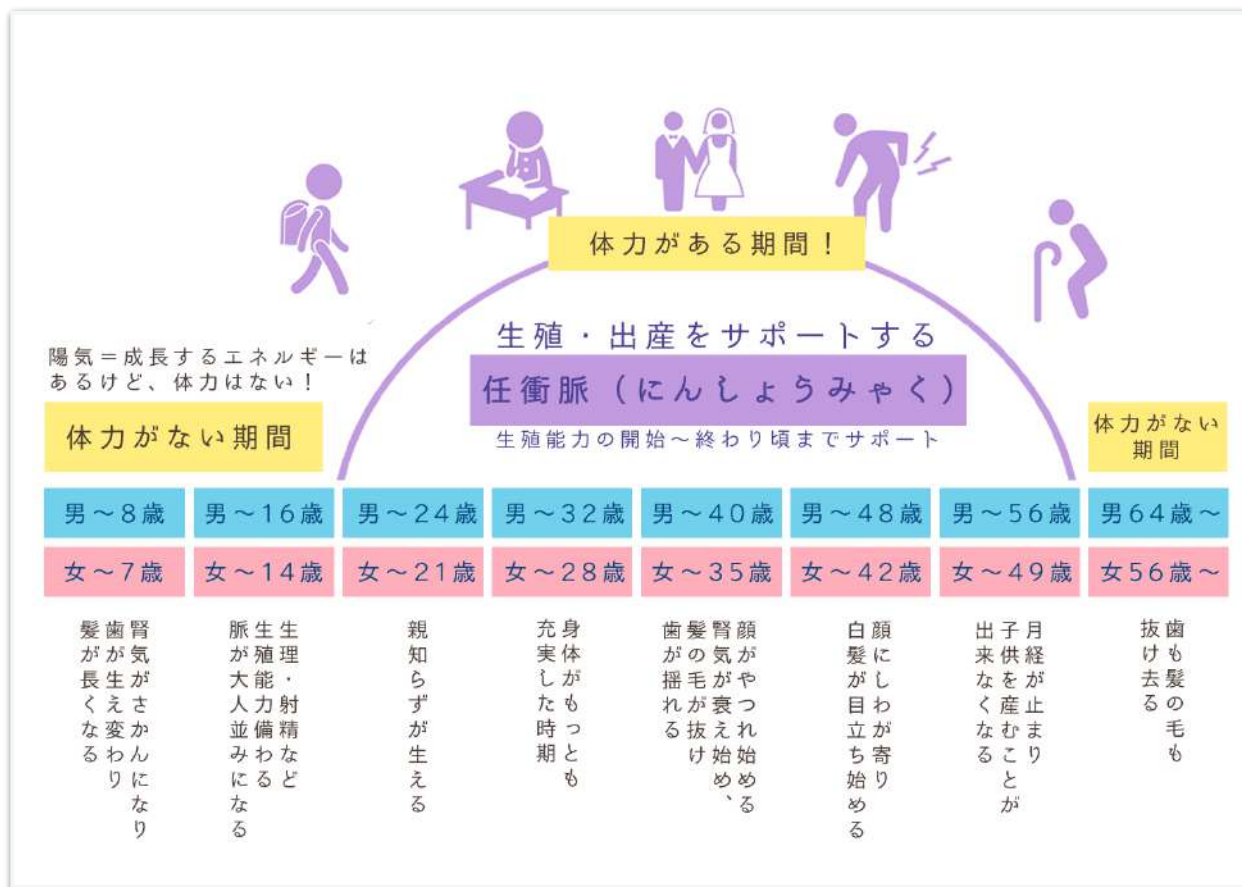 体力がある期間！
生殖・出産をサポートする
任衝脈（にんしょうみゃく）
生殖能力の開始～終わり頃までサポート
陽気＝成長するエネルギーは
あるけど、体力はない！
体力がない期間
体力がない
期間
男～8歳
男～16歳
男～24歳
男～32歳
男～40歳
男～48歳
男～56歳
男64歳～
女～7歳
女～14歳
女～21歳
女～28歳
女～35歳
女～42歳
女～49歳
女56歳～
腎気がさかんになり
歯が生え変わり
髪が長くなる
生理・射精など
生殖能力備わる
脈が大人並みになる
親知らずが生える
身体がもっとも
充実した時期
顔がやつれ始める
腎気が衰え始め、
髪の毛が抜け
歯が揺れる
顔にしわが寄り
白髪が目立ち始める
月経が止まり
子供を産むことが
出来なくなる
歯も髪の毛も
抜け去る